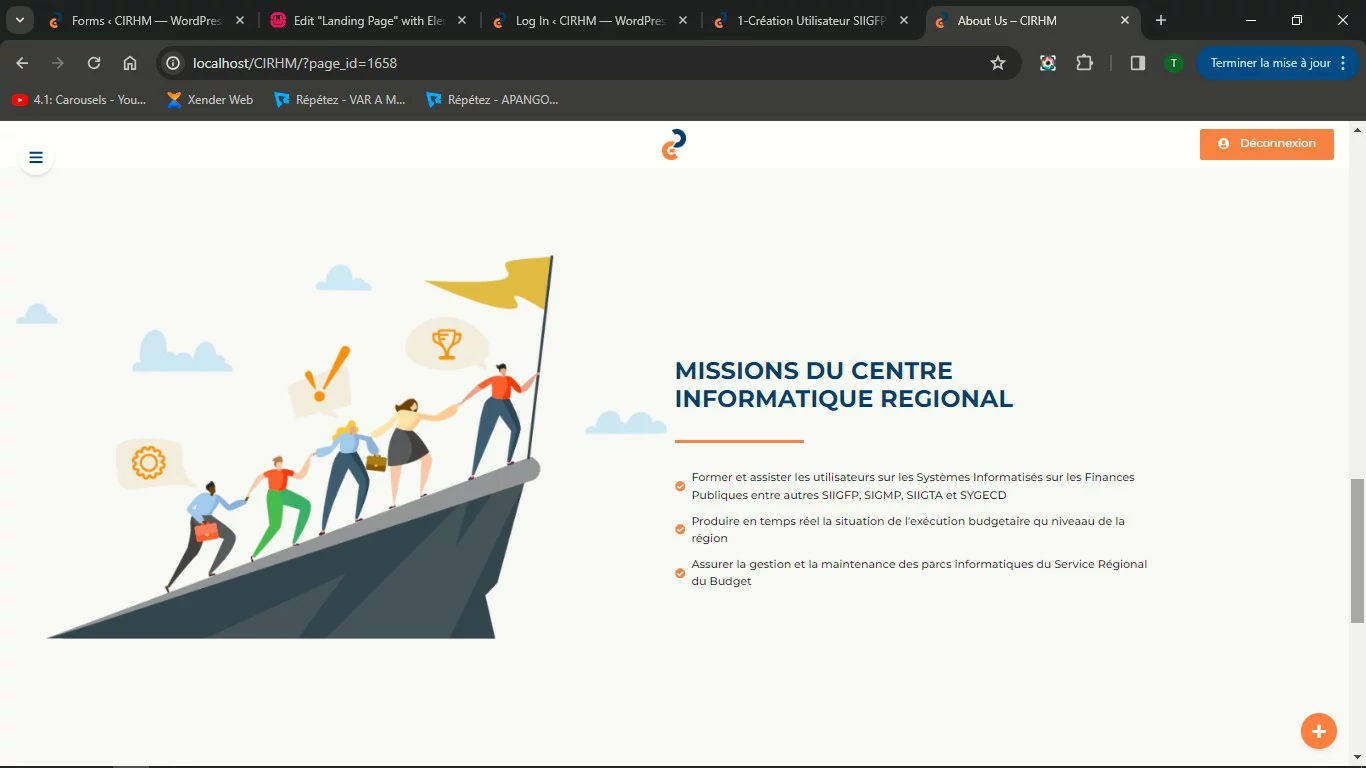 Forms ‹ CIRHM — WordPres
Edit "Landing Page" with Ele
Log In ‹ CIRHM — WordPres
1-Création Utilisateur SIIGFP
About Us – CIRHM
localhost/CIRHM/?page_id=1658
T
Terminer la mise à jour
4.1: Carousels - You...
Xender Web
Répétez - VAR A M...
Répétez - APANGO...
Déconnexion
MISSIONS DU CENTRE
INFORMATIQUE REGIONAL
Former et assister les utilisateurs sur les Systèmes Informatisés sur les Finances
Publiques entre autres SIIGFP, SIGMP, SIIGTA et SYGECD
Produire en temps réel la situation de l'exécution budgetaire qu niveaau de la
région
Assurer la gestion et la maintenance des parcs informatiques du Service Régional
du Budget